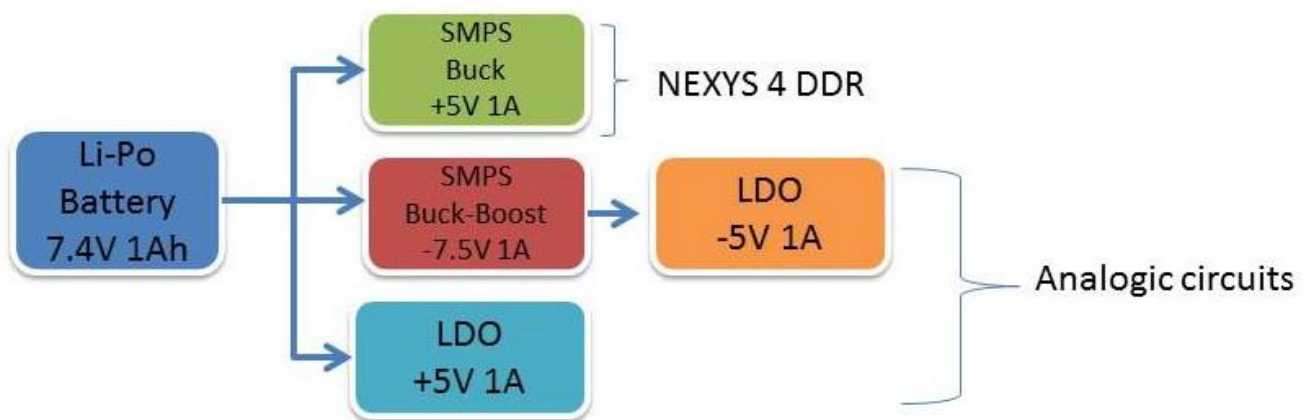 SMPS
Buck
+5V 1A
NEXYS 4 DDR
Li-Po
Battery
7.4V 1Ah
SMPS
Buck-Boost
-7.5V 1A
LDO
-5V 1A
Analogic circuits
LDO
+5V 1A